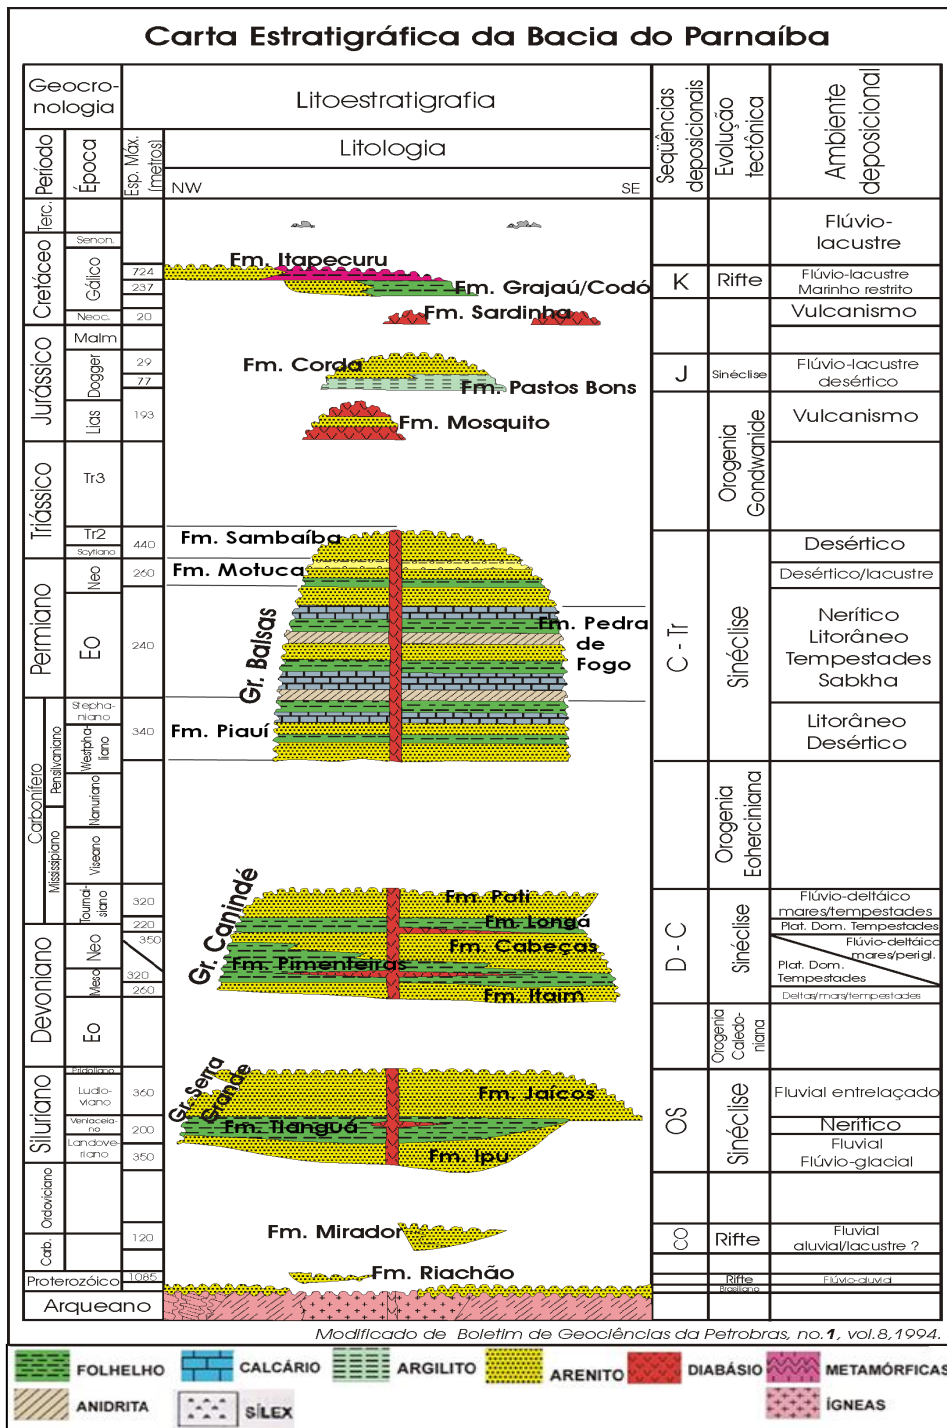 Carta Estratigráfica da Bacia do Parnaíba
Geocro-
nologia
Litoestratigrafia
Seqüências
deposicionais
Evolução
tectônica
Ambiente
deposicional
Período
Época
Esp. Máx.
(metros)
Litologia
NW
SE
Terc.
Flúvio-
lacustre
Cretáceo
Senon.
Gálico
Neoc.
724
237
20
Fm. Itapecuru
Fm. Grajaú/Codó
Fm. Sardinha
K
Rifte
Flúvio-lacustre
Marinho restrito
Vulcanismo
Jurássico
Malm
Dogger
Lias
29
77
193
Fm. Corda
Fm. Pastos Bons
Fm. Mosquito
J
Sinéclise
Flúvio-lacustre
desértico
Vulcanismo
Orogenia
Gondwanide
Triássico
Tr3
Tr2
Scytiano
440
Fm. Sambaíba
Desértico
Permiano
Neo
EO
260
240
Fm. Motuca
Gr. Balsas
Fm. Pedra
de
Fogo
C - Tr
Sinéclise
Desértico/lacustre
Nerítico
Litorâneo
Tempestades
Sabkha
Carbonífero
Pensilvaniano
Mississipiano
Stepha-
niano
Westpha-
liano
Nanuriano
Viseano
Tournai-
siano
340
320
220
Fm. Piauí
Litorâneo
Desértico
Orogenia
Eoherciniana
Gr. Canindé
Fm. Poti
Fm. Longá
Fm. Cabeças
Fm. Pimenteiras
Fm. Itaim
D - C
Sinéclise
Flúvio-deltáico
mares/tempestades
Plat. Dom. Tempestades
Flúvio-deltáico
mares/perigl.
Plat. Dom.
Tempestades
Deltas/mars/tempestades
Devoniano
Neo
Meso
Eo
350
320
260
Orogenia
Caledo-
niana
Siluriano
Pridoliano
Ludlo-
viano
Venlacela-
no
Landove-
riano
360
200
350
Gr. Serra
Grande
Fm. Jaícos
Fm. Tianguá
Fm. Ipu
OS
Sinéclise
Fluvial entrelaçado
Nerítico
Fluvial
Flúvio-glacial
Ordoviciano
Carb.
120
Fm. Mirador
CO
Rifte
Fluvial
aluvial/lacustre ?
Proterozóico
1085
Fm. Riachão
Rifte
Brasiliano
Flúvio-aluvial
Arqueano
Modificado de Boletim de Geociências da Petrobras, no.1, vol.8,1994.
FOLHELHO
CALCÁRIO
ARGILITO
ARENITO
DIABÁSIO
METAMÓRFICAS
ANIDRITA
SÍLEX
ÍGNEAS